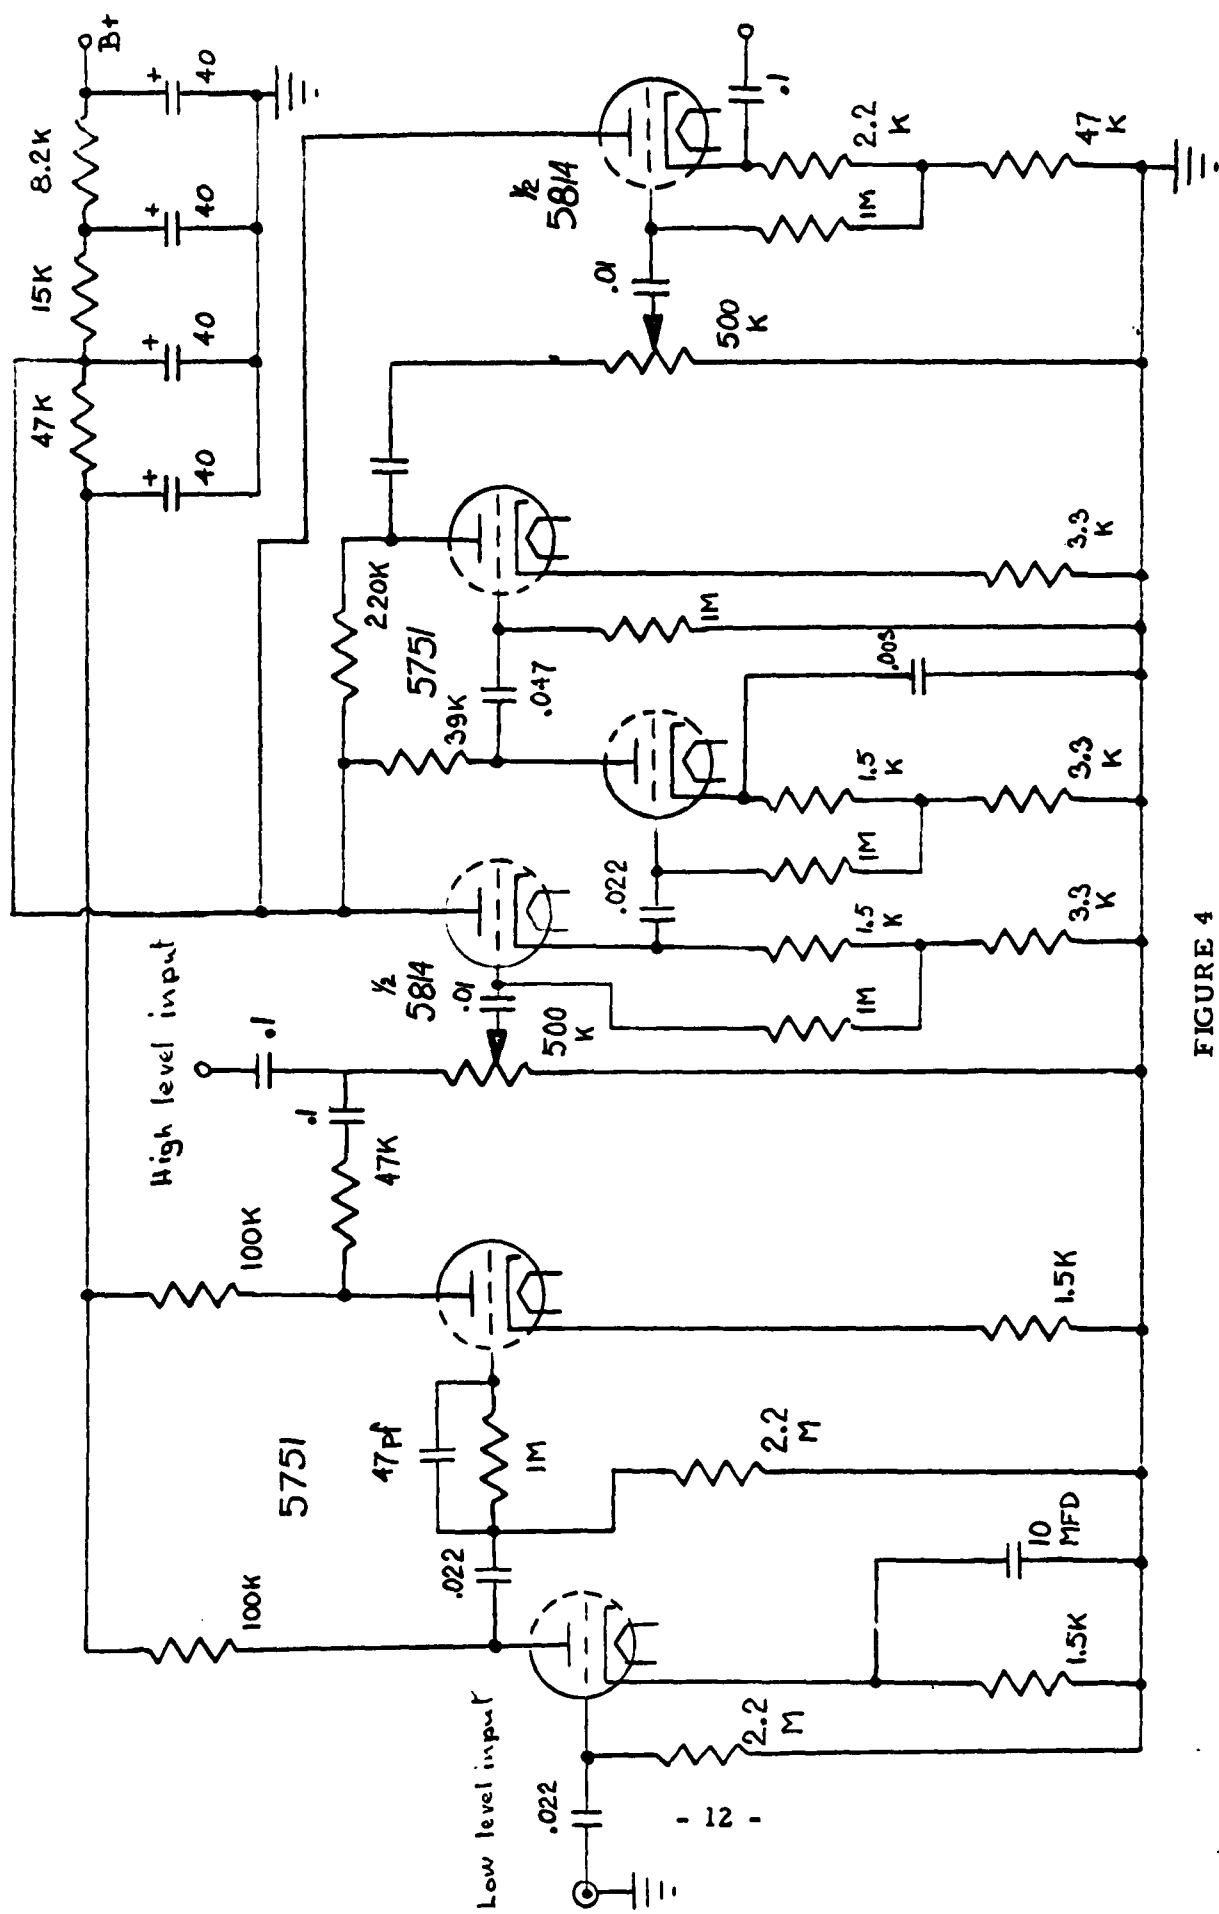 B+
8.2K
15K
47K
+
40
+
40
+
40
+
40
High level input
.1
.1
47K
100K
100K
5751
47pf
1M
.022
2.2
M
10
MFD
1.5K
1.5K
Low level input
.022
2.2
M
½
5814
.01
500
K
1M
1.5
K
3.3
K
.022
1M
1.5
K
3.3
K
39K
220K
5751
.047
1M
.003
3.3
K
500
K
.01
½
5814
1M
2.2
K
47
K
.1
FIGURE 4
- 12 -